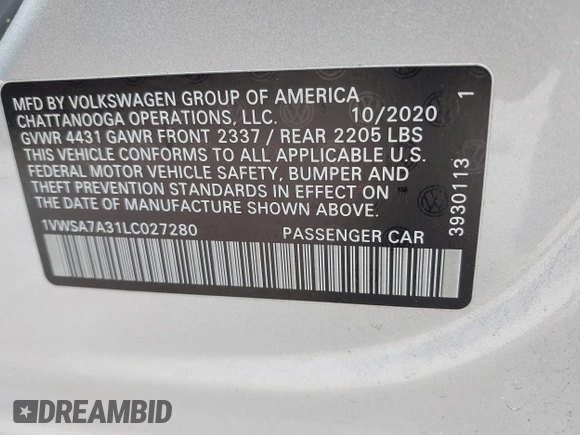 MFD BY VOLKSWAGEN GROUP OF AMERICA
CHATTANOOGA OPERATIONS, LLC. 10/2020 1
GVWR 4431 GAWR FRONT 2337 / REAR 2205 LBS
THIS VEHICLE CONFORMS TO ALL APPLICABLE U.S.
FEDERAL MOTOR VEHICLE SAFETY, BUMPER AND
THEFT PREVENTION STANDARDS IN EFFECT ON
THE DATE OF MANUFACTURE SHOWN ABOVE.
1VWSA7A31LC027280 PASSENGER CAR
3930113
DREAMBID